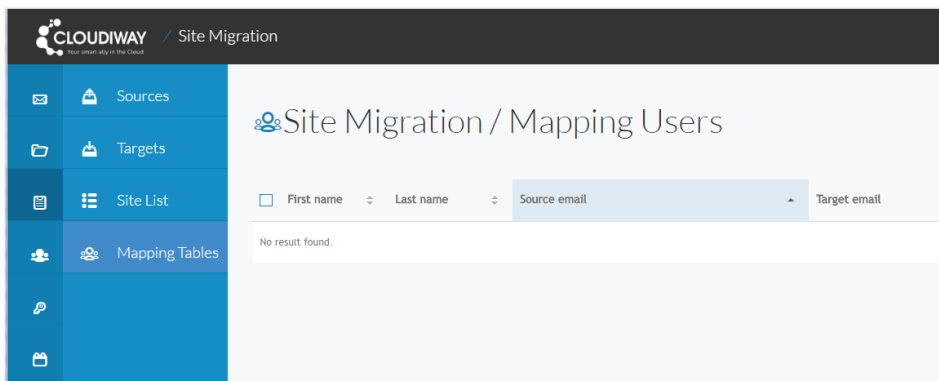 CLOUDIWAY / Site Migration
Your smart ally in the Cloud
Sources
Targets
Site List
Mapping Tables
Site Migration / Mapping Users
First name Last name Source email Target email
No result found.